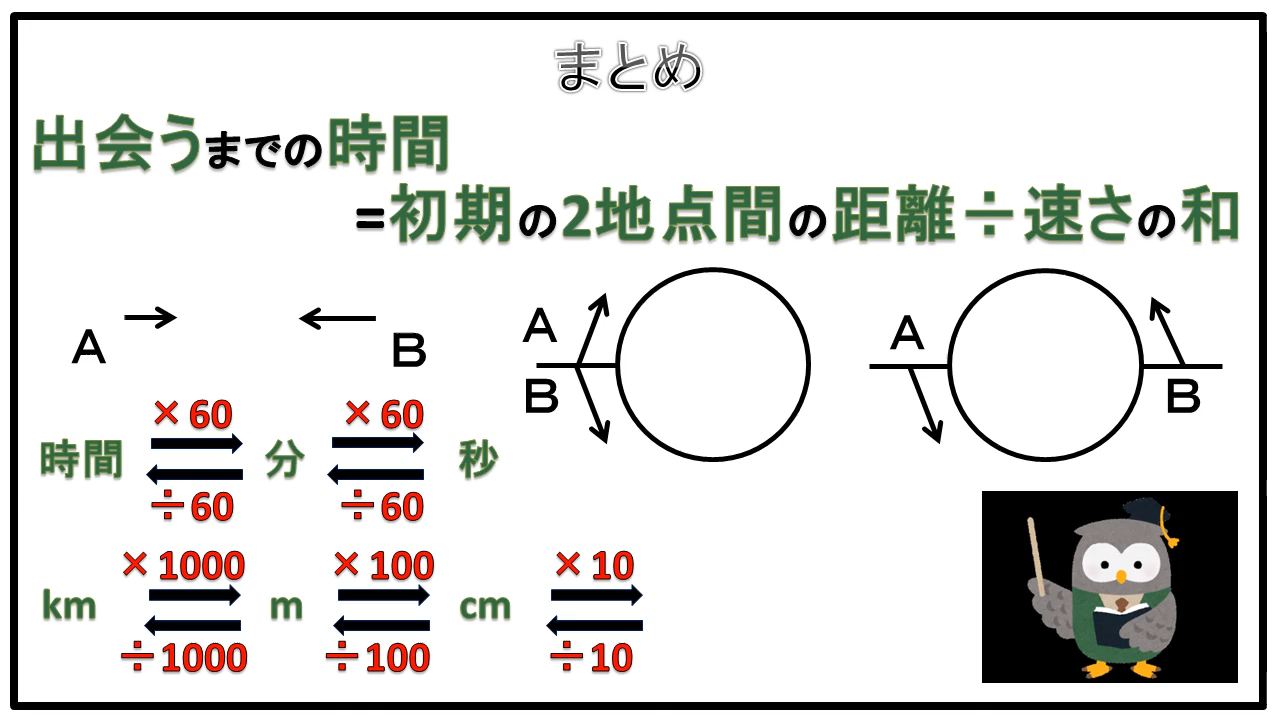 まとめ
出会うまでの時間
=初期の2地点間の距離÷速さの和
A B
A
B
A
B
×60 ×60
時間 分 秒
÷60 ÷60
×1000 ×100 ×10
km m cm
÷1000 ÷100 ÷10